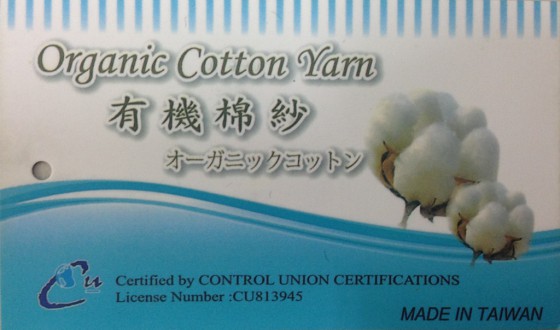 Organic Cotton Yarn
有機棉紗
オーガニックコットン
Cu
Certified by CONTROL UNION CERTIFICATIONS
License Number :CU813945
MADE IN TAIWAN